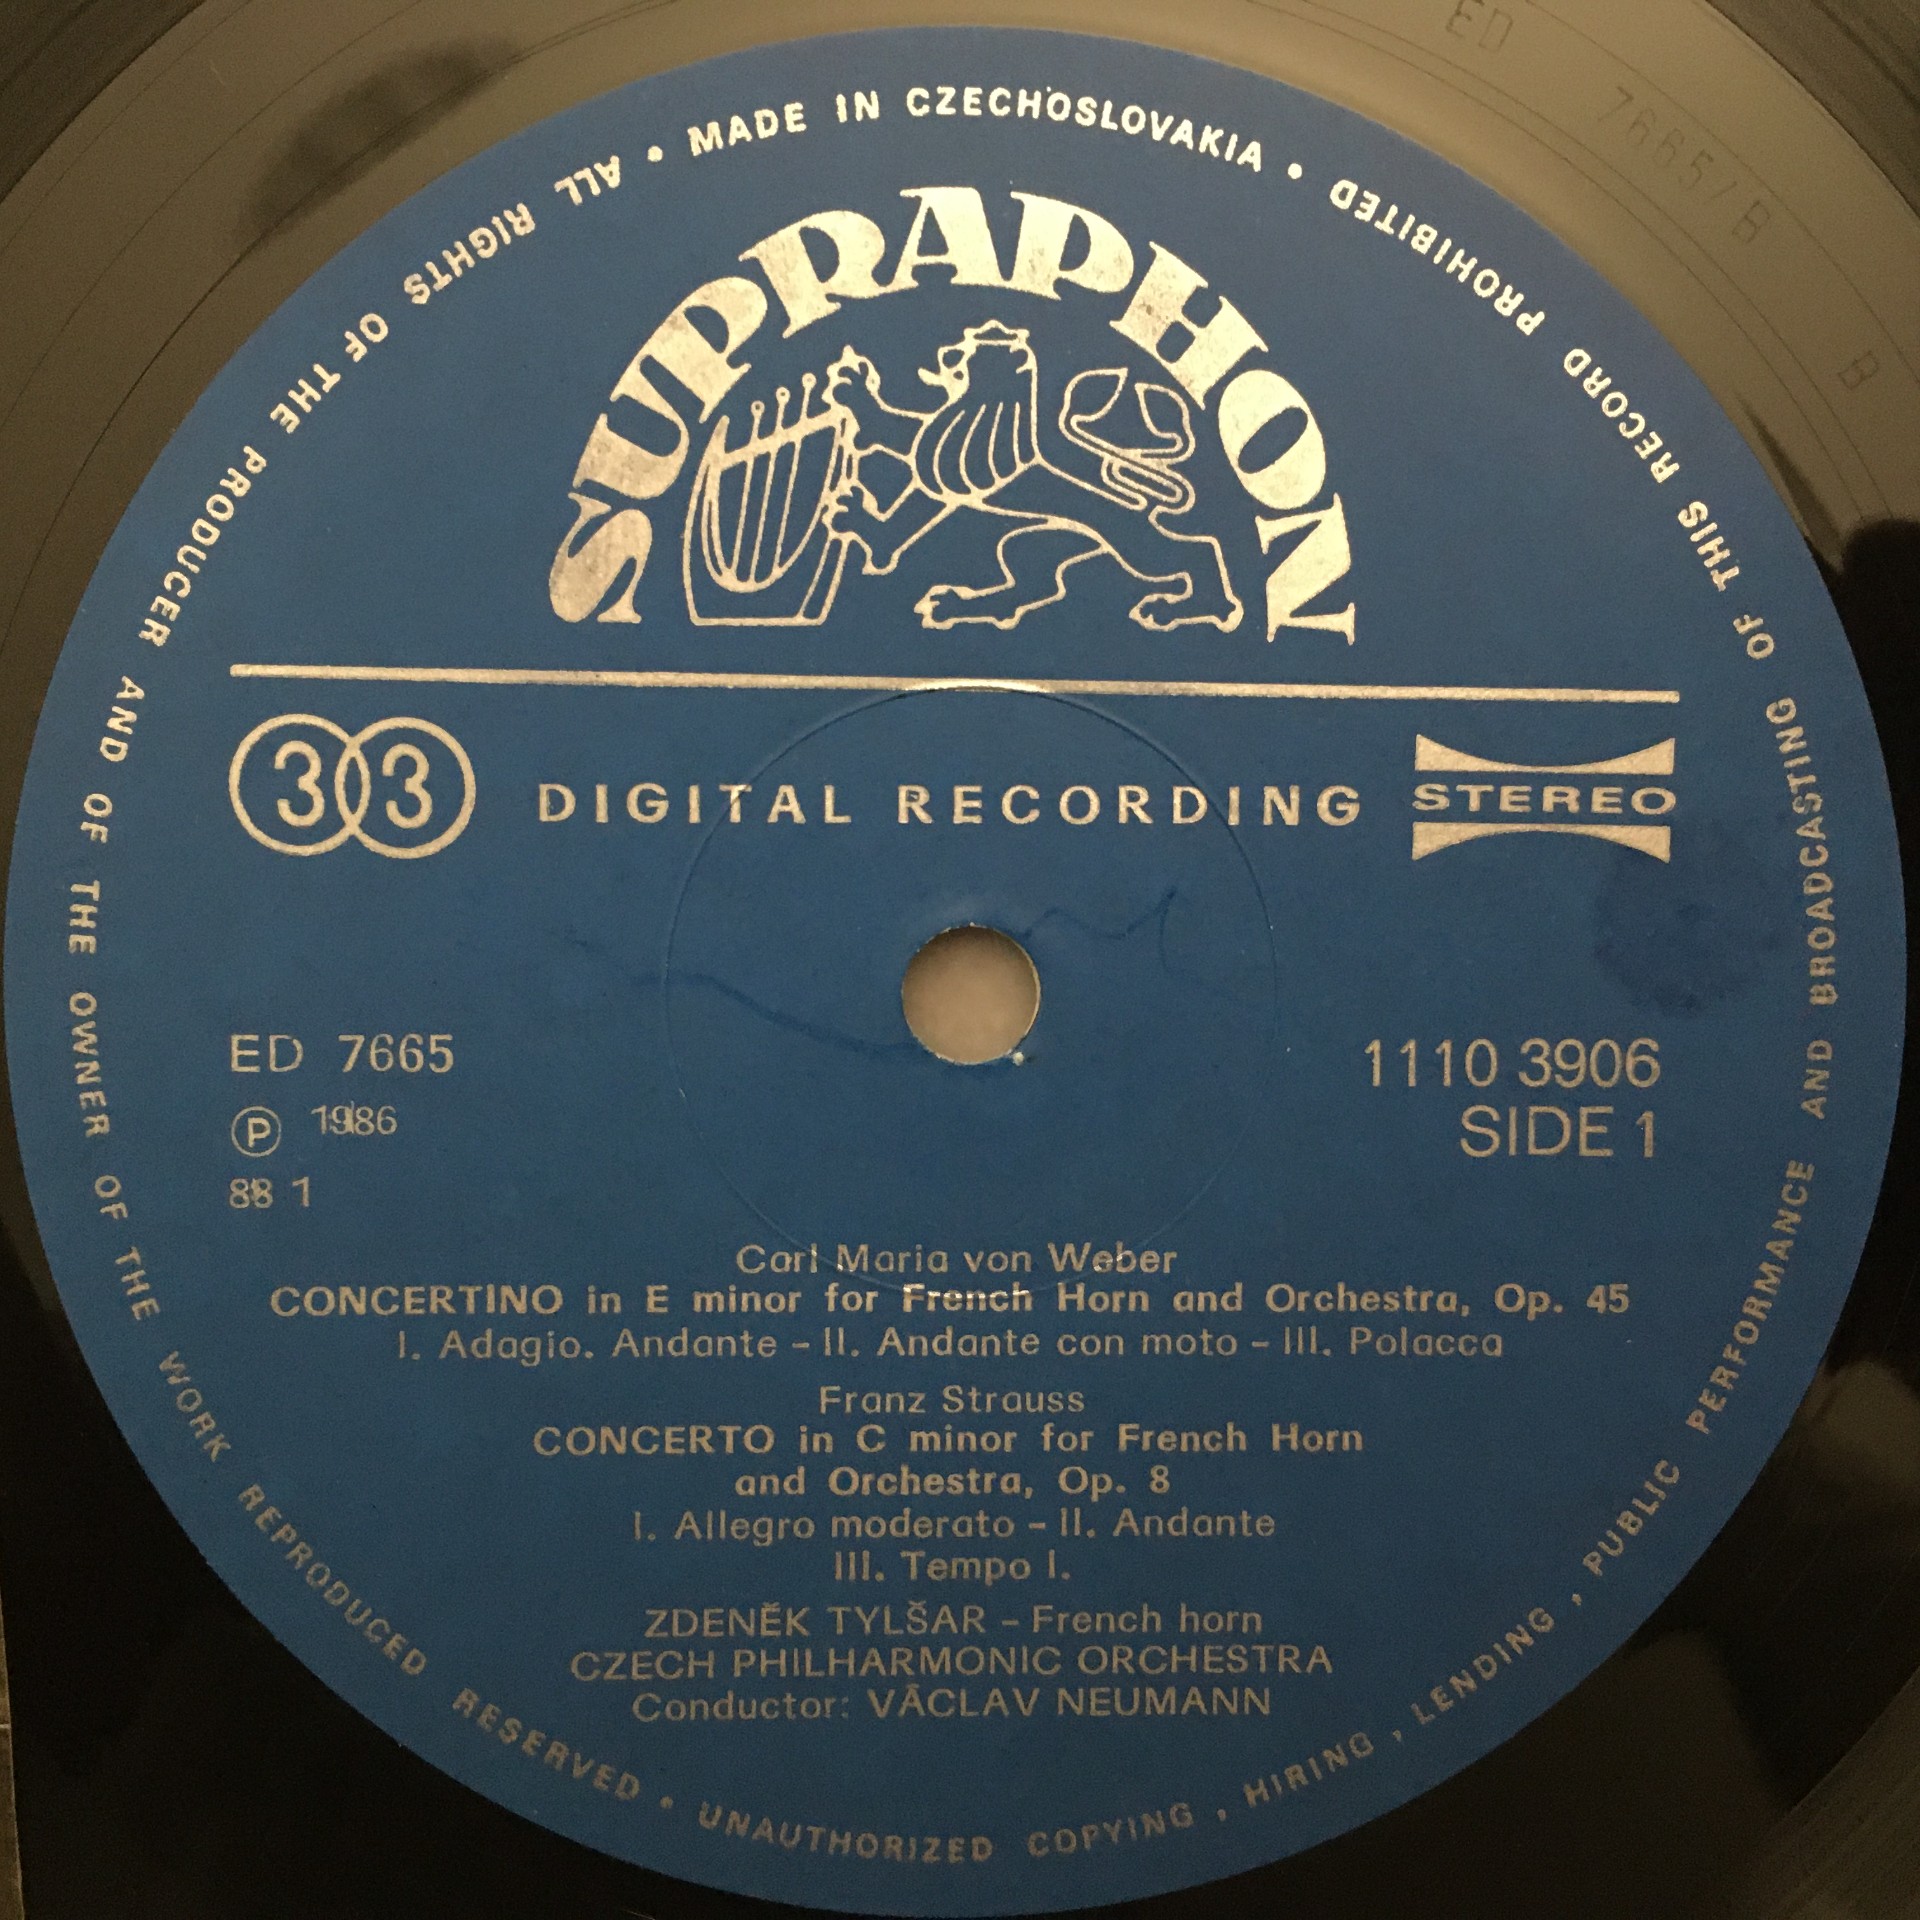 ED 7665/B B
MADE IN CZECHOSLOVAKIA •
ALL RIGHTS OF THE PRODUCER AND OF THE OWNER OF THE WORK REPRODUCED RESERVED • UNAUTHORIZED COPYING, HIRING, LENDING, PUBLIC PERFORMANCE AND BROADCASTING OF THIS RECORD PROHIBITED •
SUPRAPHON
33 DIGITAL RECORDING STEREO
ED 7665
Ⓟ 1986
88 1
1110 3906
SIDE 1
Carl Maria von Weber
CONCERTINO in E minor for French Horn and Orchestra, Op. 45
I. Adagio. Andante – II. Andante con moto – III. Polacca
Franz Strauss
CONCERTO in C minor for French Horn
and Orchestra, Op. 8
I. Allegro moderato – II. Andante
III. Tempo I.
ZDENĚK TYLŠAR – French horn
CZECH PHILHARMONIC ORCHESTRA
Conductor: VÁCLAV NEUMANN